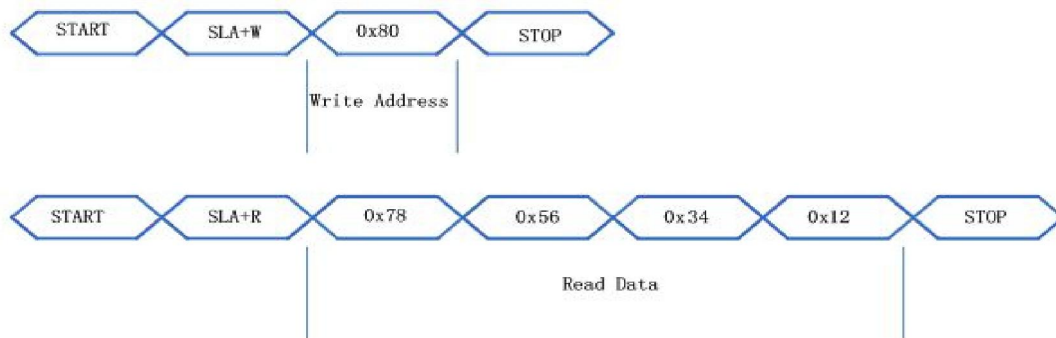 START SLA+W 0x80 STOP
Write Address
START SLA+R 0x78 0x56 0x34 0x12 STOP
Read Data